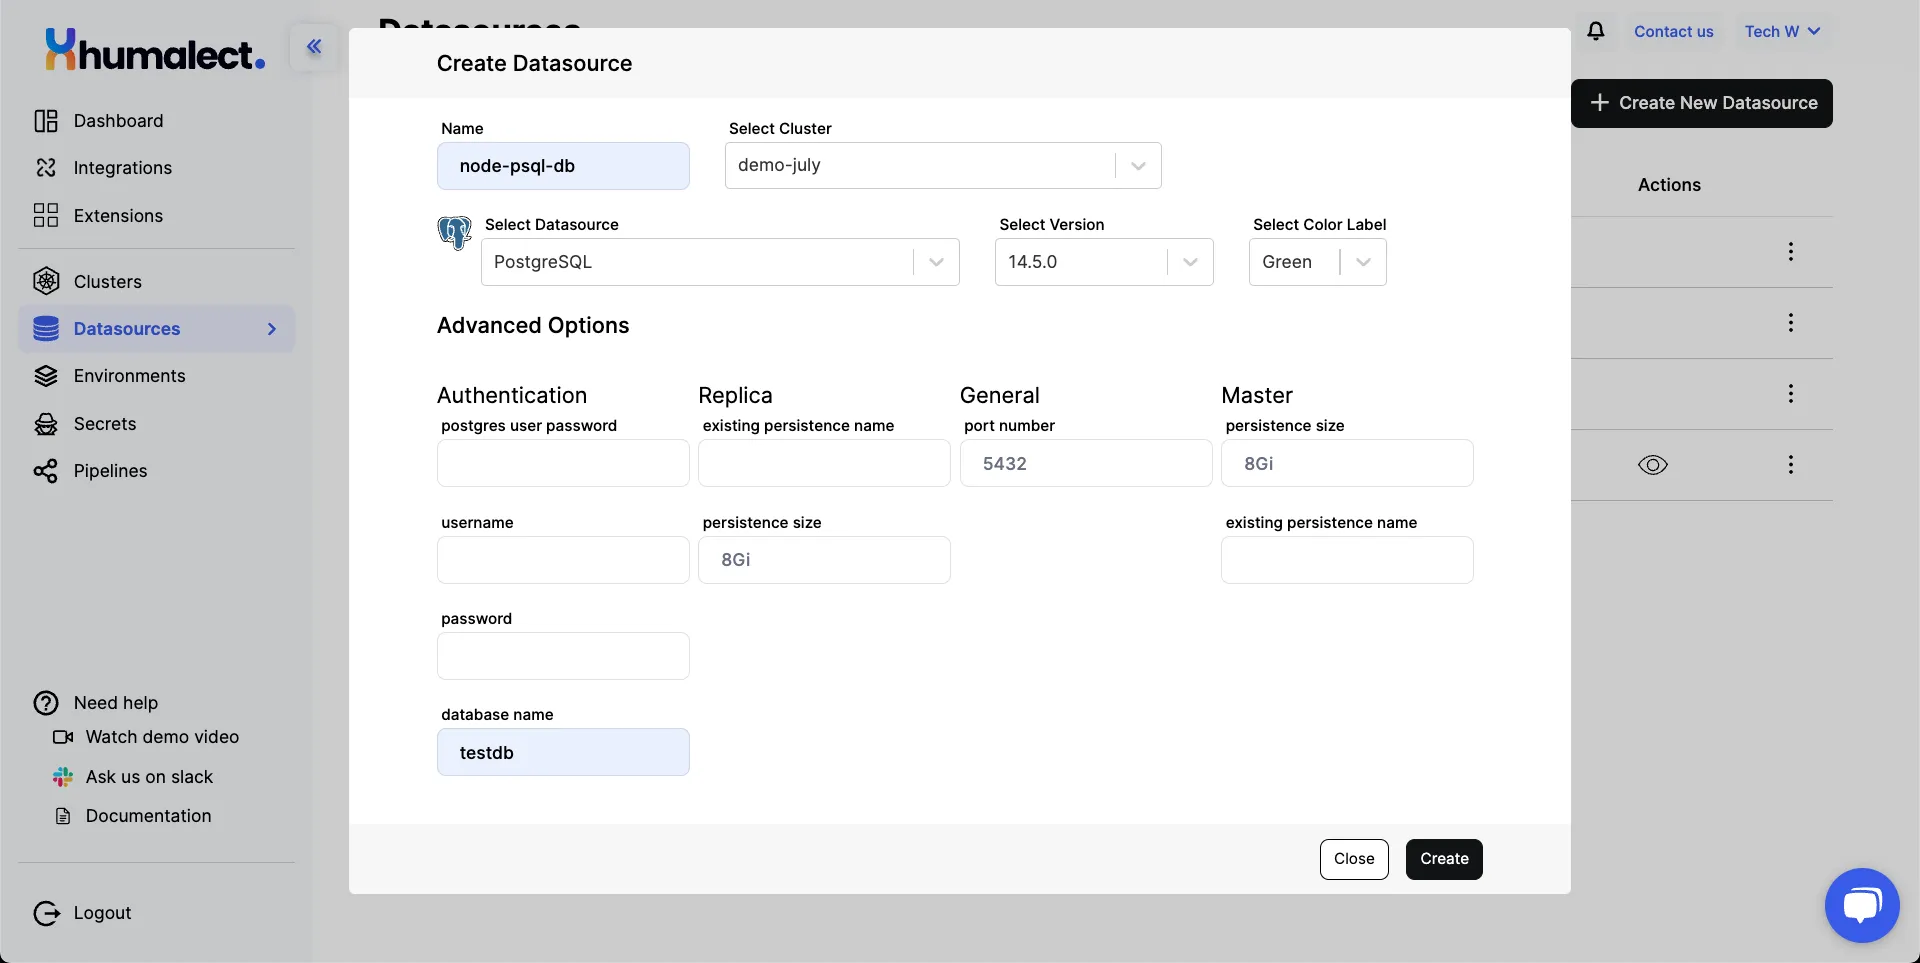 humalect.
Dashboard
Integrations
Extensions
Clusters
Datasources
Environments
Secrets
Pipelines
Need help
Watch demo video
Ask us on slack
Documentation
Logout
Datasources
Contact us
Tech W
Create New Datasource
Actions
Create Datasource
Name
Select Cluster
node-psql-db
demo-july
Select Datasource
Select Version
Select Color Label
PostgreSQL
14.5.0
Green
Advanced Options
Authentication
Replica
General
Master
postgres user password
existing persistence name
port number
persistence size
5432
8Gi
username
persistence size
existing persistence name
8Gi
password
database name
testdb
Close
Create